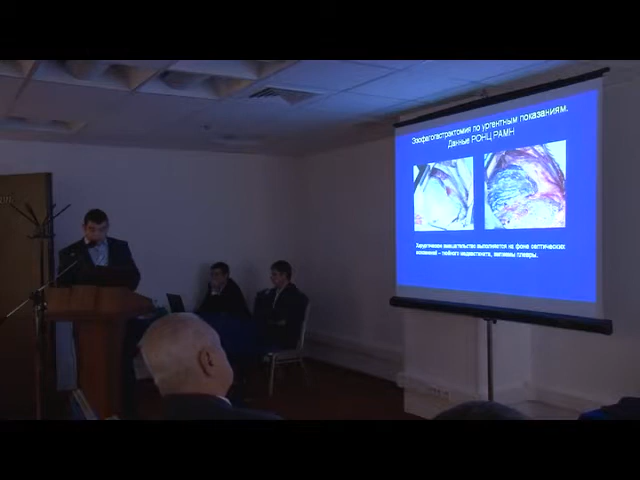 Эзофагогастрэктомия по ургентным показаниям.
Данные РОНЦ РАМН
Хирургическое вмешательство выполняется на фоне септических
осложнений – гнойного медиастинита, эмпиемы плевры.